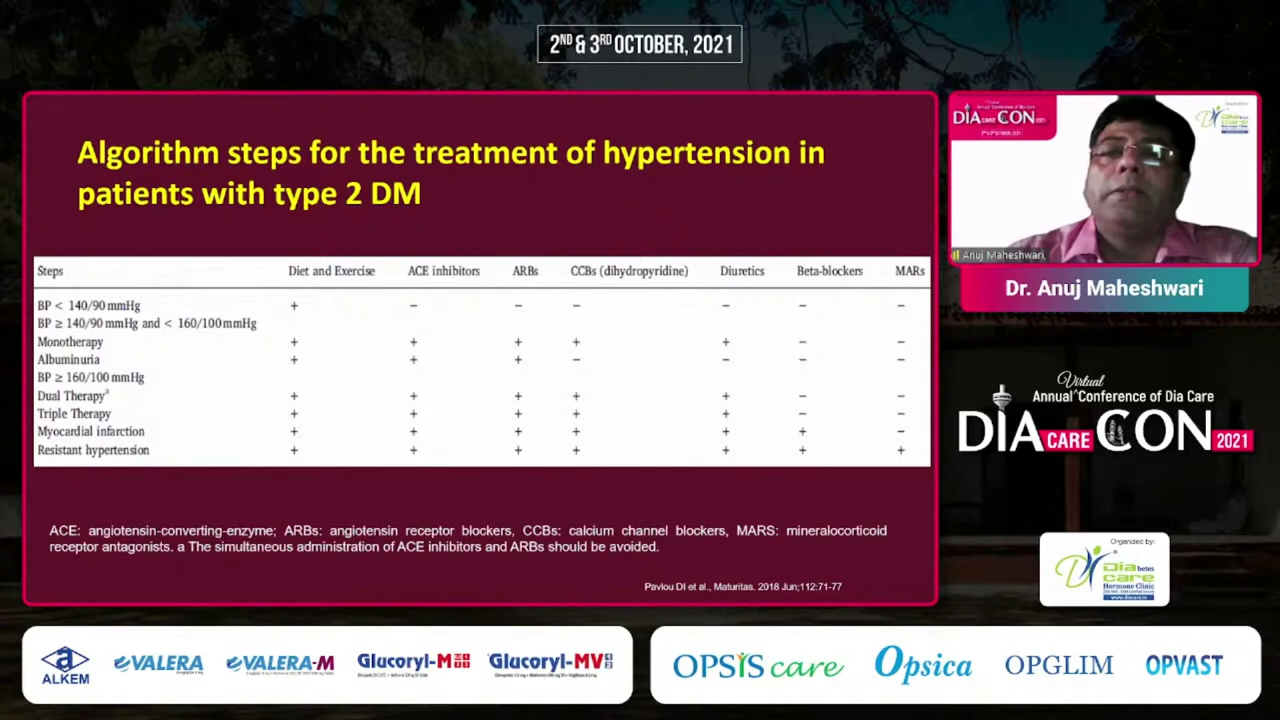 2ND & 3RD OCTOBER, 2021
Algorithm steps for the treatment of hypertension in
patients with type 2 DM
Steps Diet and Exercise ACE inhibitors ARBs CCBs (dihydropyridine) Diuretics Beta-blockers MARs
BP < 140/90 mmHg + − − − − − −
BP ≥ 140/90 mmHg and < 160/100 mmHg
Monotherapy + + + + + − −
Albuminuria + + + − − − −
BP ≥ 160/100 mmHg
Dual Therapya + + + + + − −
Triple Therapy + + + + + − −
Myocardial infarction + + + + + + −
Resistant hypertension + + + + + + +
ACE: angiotensin-converting-enzyme; ARBs: angiotensin receptor blockers, CCBs: calcium channel blockers, MARS: mineralocorticoid
receptor antagonists. a The simultaneous administration of ACE inhibitors and ARBs should be avoided.
Pavlou DI et al., Maturitas. 2018 Jun;112:71-77
DIA CARE CON 2021
Anuj Maheshwari,
Dr. Anuj Maheshwari
Virtual
Annual Conference of Dia Care
DIA CARE CON 2021
Organized by:
Diabetes
care
Hormone Clinic
ALKEM
VALERA
VALERA-M
Glucoryl-M
Glucoryl-MV
OPSIS care
Opsica
OPGLIM
OPVAST